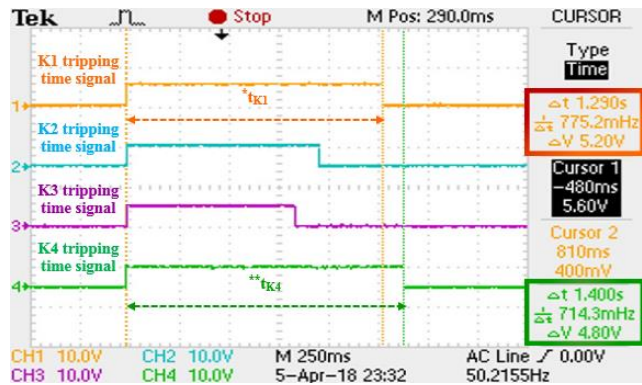 Tek Stop M Pos: 290.0ms CURSOR
Type
Time
K1 tripping
time signal
*tK1
1
Δt 1.290s
1/Δt 775.2mHz
ΔV 5.20V
K2 tripping
time signal
2
Cursor 1
-480ms
5.60V
K3 tripping
time signal
3
Cursor 2
810ms
400mV
K4 tripping
time signal
**tK4
4
Δt 1.400s
1/Δt 714.3mHz
ΔV 4.80V
CH1 10.0V CH2 10.0V M 250ms AC Line / 0.00V
CH3 10.0V CH4 10.0V 5-Apr-18 23:32 50.2155Hz